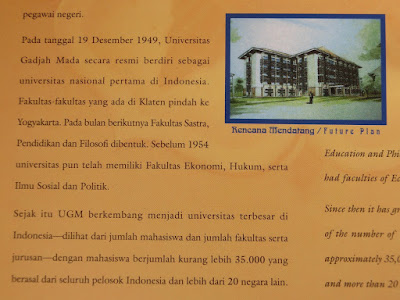 pegawai negeri.
Pada tanggal 19 Desember 1949, Universitas
Gadjah Mada secara resmi berdiri sebagai
universitas nasional pertama di Indonesia.
Fakultas-fakultas yang ada di Klaten pindah ke
Yogyakarta. Pada bulan berikutnya Fakultas Sastra,
Pendidikan dan Filosofi dibentuk. Sebelum 1954
universitas pun telah memiliki Fakultas Ekonomi, Hukum, serta
Ilmu Sosial dan Politik.
Sejak itu UGM berkembang menjadi universitas terbesar di
Indonesia—dilihat dari jumlah mahasiswa dan jumlah fakultas serta
jurusan—dengan mahasiswa berjumlah kurang lebih 35.000 yang
berasal dari seluruh pelosok Indonesia dan lebih dari 20 negara lain.
Rencana Mendatang/Future Plan
Education and Phi
had faculties of Ec
Since then it has gr
of the number of
approximately 35,0
and more than 20